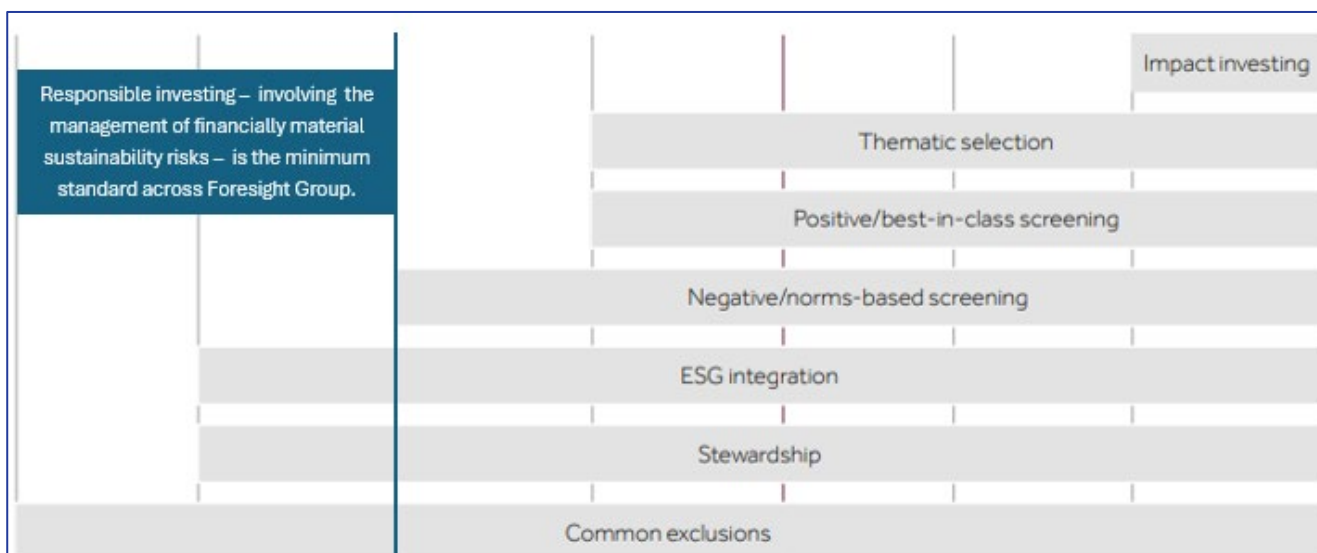 Impact investing
Responsible investing – involving the
management of financially material
sustainability risks – is the minimum
standard across Foresight Group.
Thematic selection
Positive/best-in-class screening
Negative/norms-based screening
ESG integration
Stewardship
Common exclusions